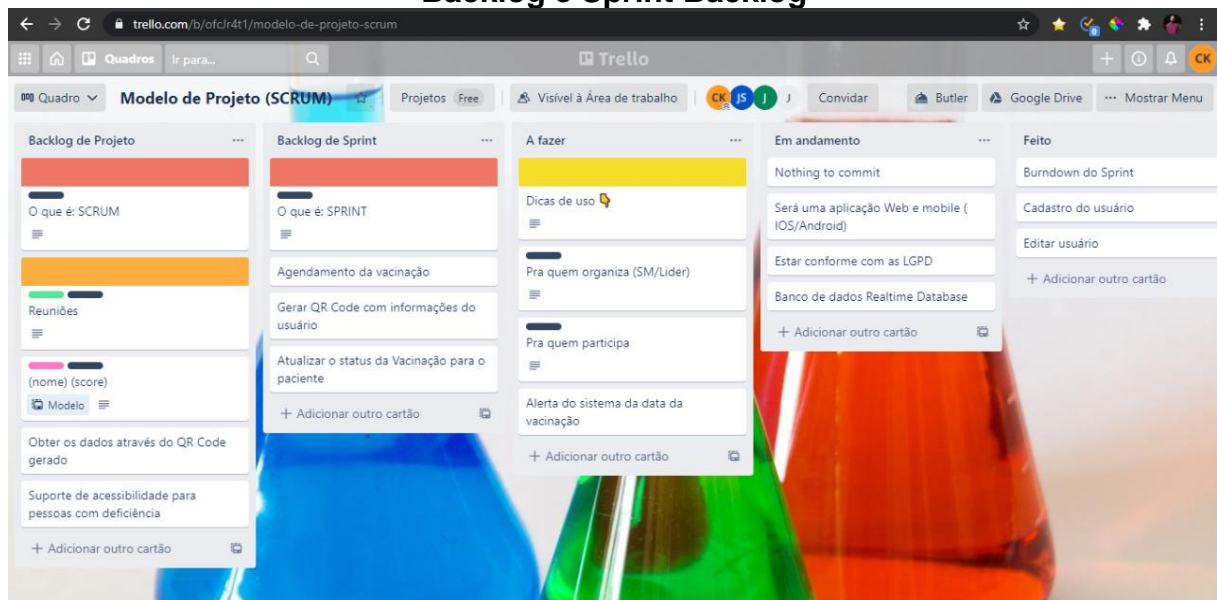 Backlog e Sprint Backlog
trello.com/b/ofcJr4t1/modelo-de-projeto-scrum
Quadros
Ir para...
Trello
CK
Quadro
Modelo de Projeto (SCRUM)
Projetos Free
Visível à Área de trabalho
CK JS J J
Convidar
Butler
Google Drive
... Mostrar Menu
Backlog de Projeto
O que é: SCRUM
Reuniões
(nome) (score)
Modelo
Obter os dados através do QR Code
gerado
Suporte de acessibilidade para
pessoas com deficiência
+ Adicionar outro cartão
Backlog de Sprint
O que é: SPRINT
Agendamento da vacinação
Gerar QR Code com informações do
usuário
Atualizar o status da Vacinação para o
paciente
+ Adicionar outro cartão
A fazer
Dicas de uso 👇
Pra quem organiza (SM/Lider)
Pra quem participa
Alerta do sistema da data da
vacinação
+ Adicionar outro cartão
Em andamento
Nothing to commit
Será uma aplicação Web e mobile (
IOS/Android)
Estar conforme com as LGPD
Banco de dados Realtime Database
+ Adicionar outro cartão
Feito
Burndown do Sprint
Cadastro do usuário
Editar usuário
+ Adicionar outro cartão